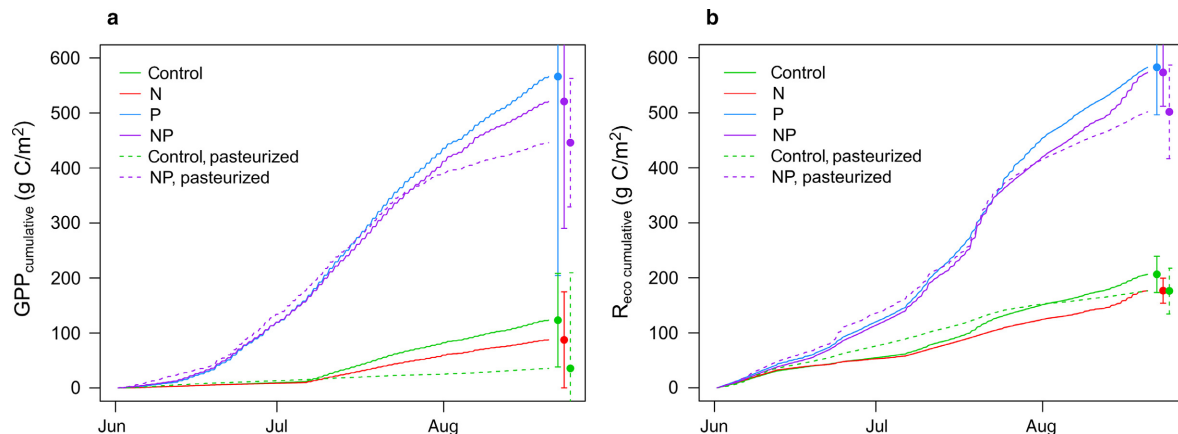 a
GPPcumulative (g C/m²)
600
500
400
300
200
100
0
Control
N
P
NP
Control, pasteurized
NP, pasteurized
Jun
Jul
Aug
b
Reco cumulative (g C/m²)
600
500
400
300
200
100
0
Control
N
P
NP
Control, pasteurized
NP, pasteurized
Jun
Jul
Aug